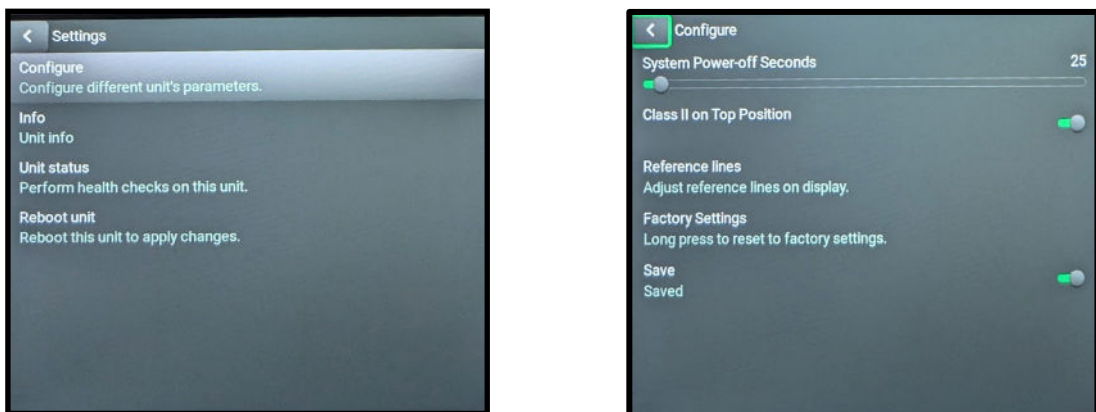 Settings
Configure
Configure different unit's parameters.
Info
Unit info
Unit status
Perform health checks on this unit.
Reboot unit
Reboot this unit to apply changes.
Configure
System Power-off Seconds 25
Class II on Top Position
Reference lines
Adjust reference lines on display.
Factory Settings
Long press to reset to factory settings.
Save
Saved